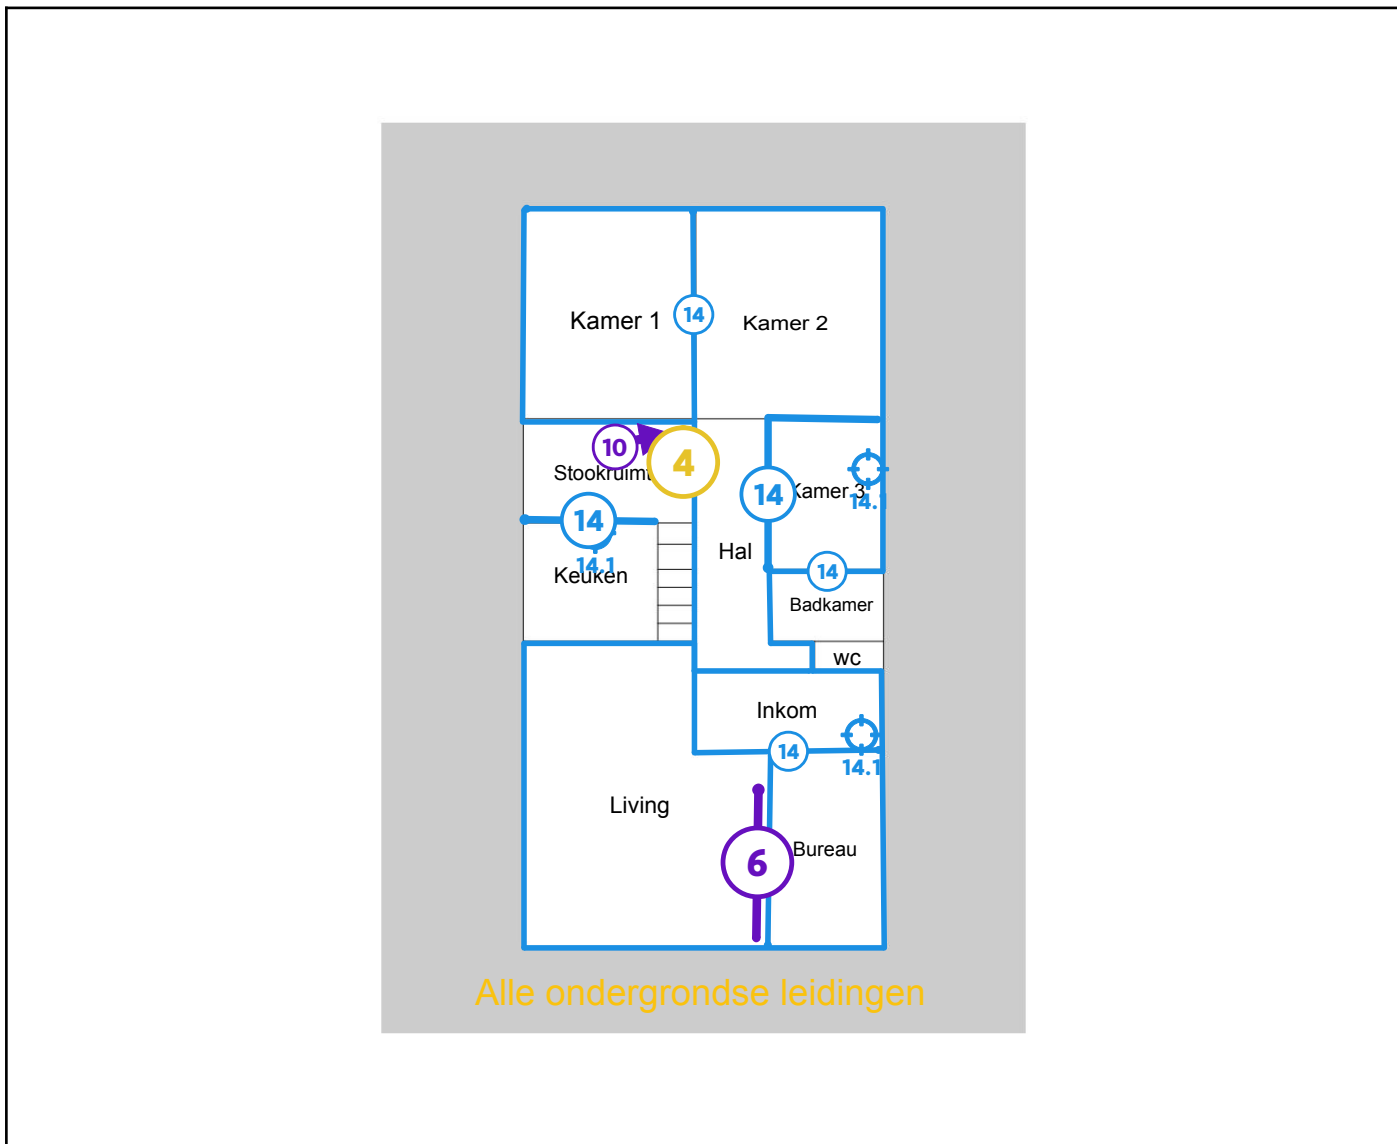 Kamer 1
14
Kamer 2
10
4
Stookruimt
14
Kamer 3
14.1
14
14.1
Hal
Keuken
14
Badkamer
wc
Inkom
14
14.1
Living
6
Bureau
Alle ondergrondse leidingen